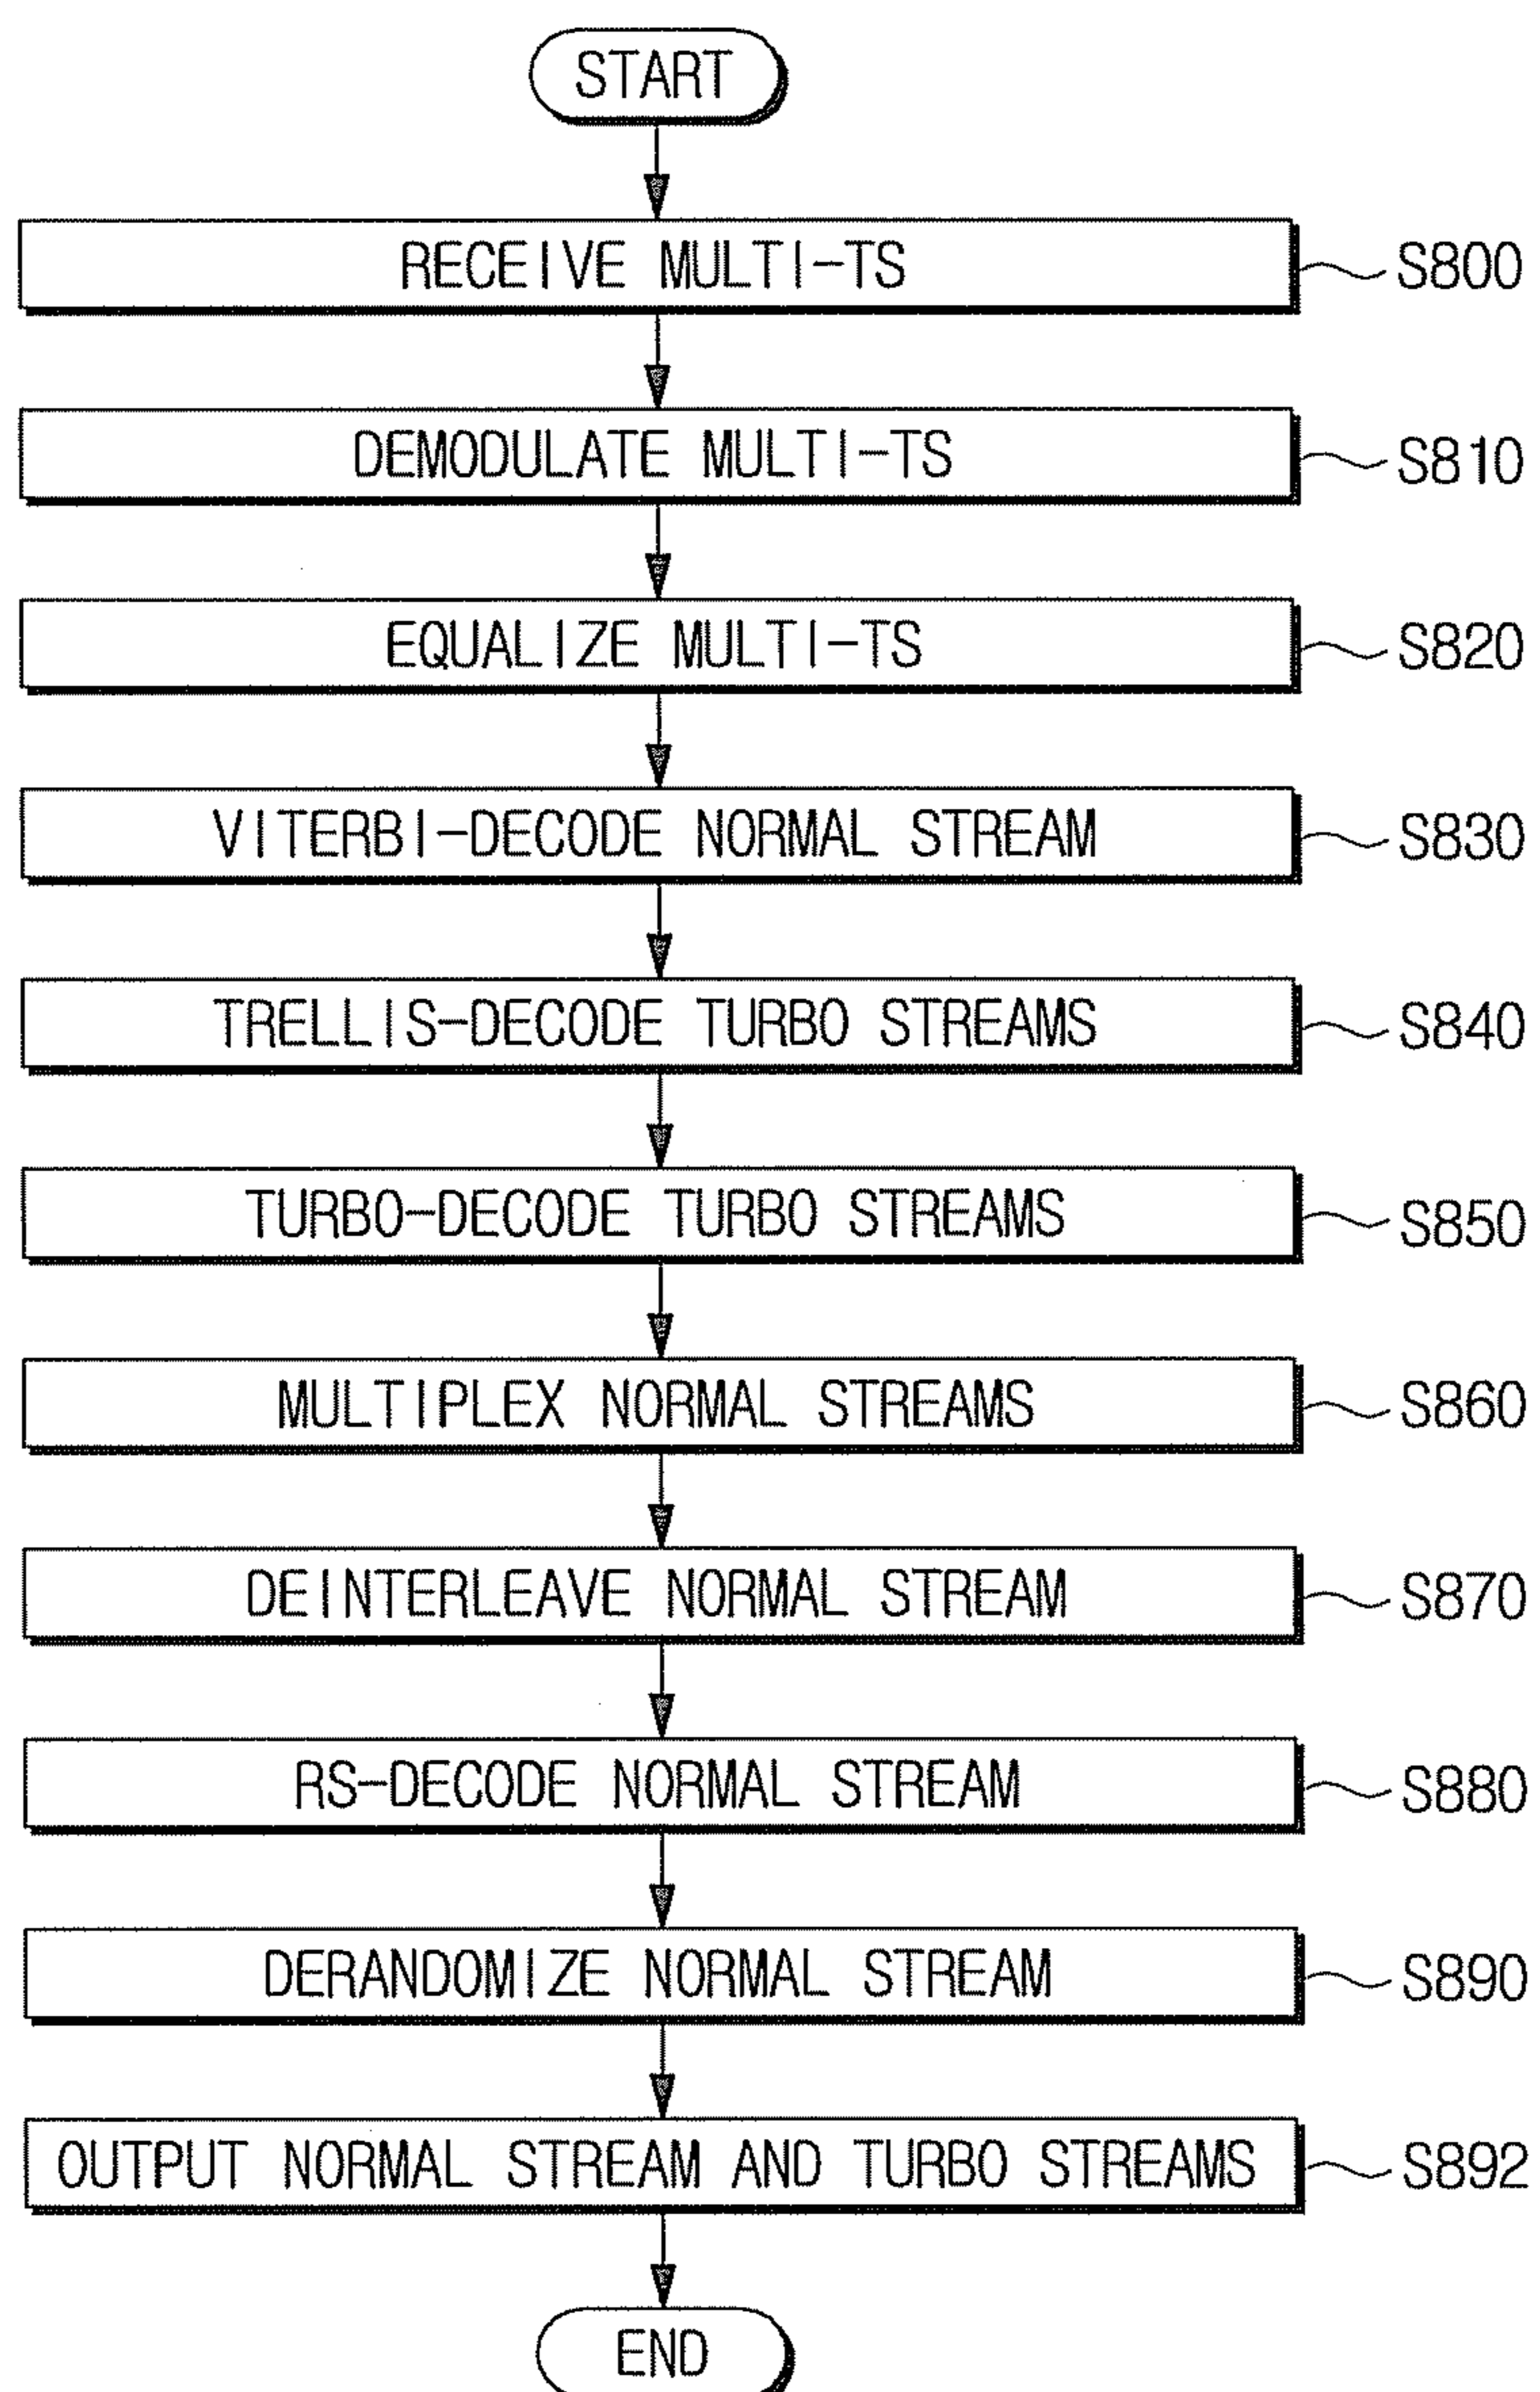 START
RECEIVE MULTI-TS
S800
DEMODULATE MULTI-TS
S810
EQUALIZE MULTI-TS
S820
VITERBI-DECODE NORMAL STREAM
S830
TRELLIS-DECODE TURBO STREAMS
S840
TURBO-DECODE TURBO STREAMS
S850
MULTIPLEX NORMAL STREAMS
S860
DEINTERLEAVE NORMAL STREAM
S870
RS-DECODE NORMAL STREAM
S880
DERANDOMIZE NORMAL STREAM
S890
OUTPUT NORMAL STREAM AND TURBO STREAMS
S892
END